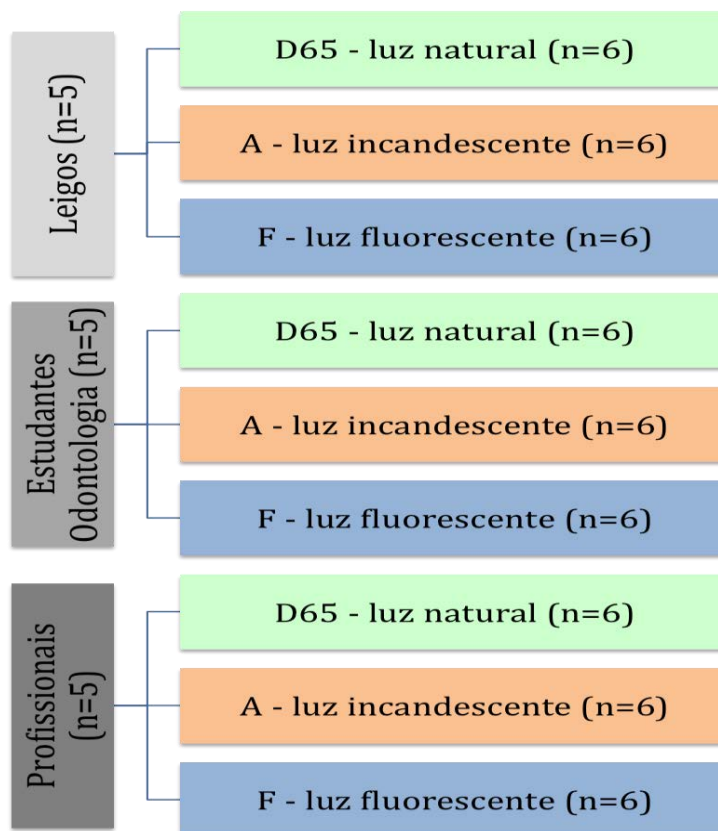 Leigos (n=5)
D65 - luz natural (n=6)
A - luz incandescente (n=6)
F - luz fluorescente (n=6)
Estudantes
Odontologia (n=5)
D65 - luz natural (n=6)
A - luz incandescente (n=6)
F - luz fluorescente (n=6)
Profissionais
(n=5)
D65 - luz natural (n=6)
A - luz incandescente (n=6)
F - luz fluorescente (n=6)